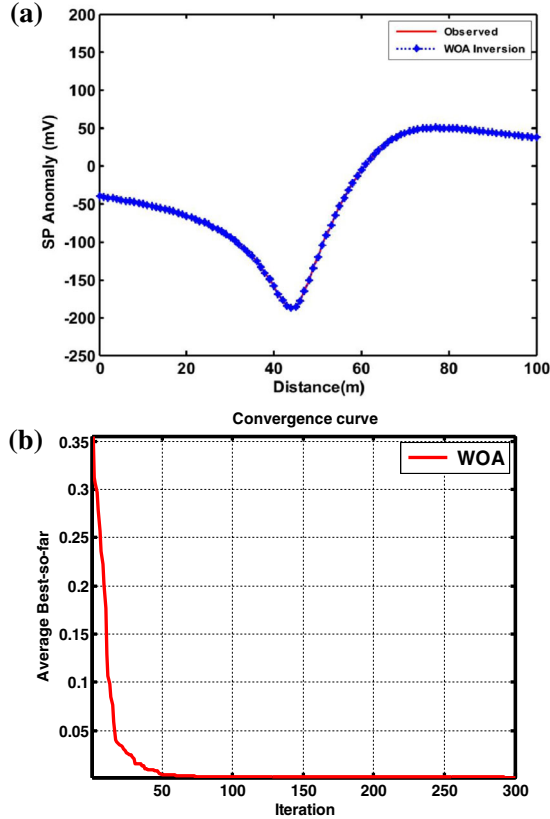 (a)
200
150
100
50
0
-50
-100
-150
-200
-250
SP Anomaly (mV)
Observed
WOA Inversion
0 20 40 60 80 100
Distance(m)
(b)
Convergence curve
0.35
0.3
0.25
0.2
0.15
0.1
0.05
Average Best-so-far
WOA
50 100 150 200 250 300
Iteration